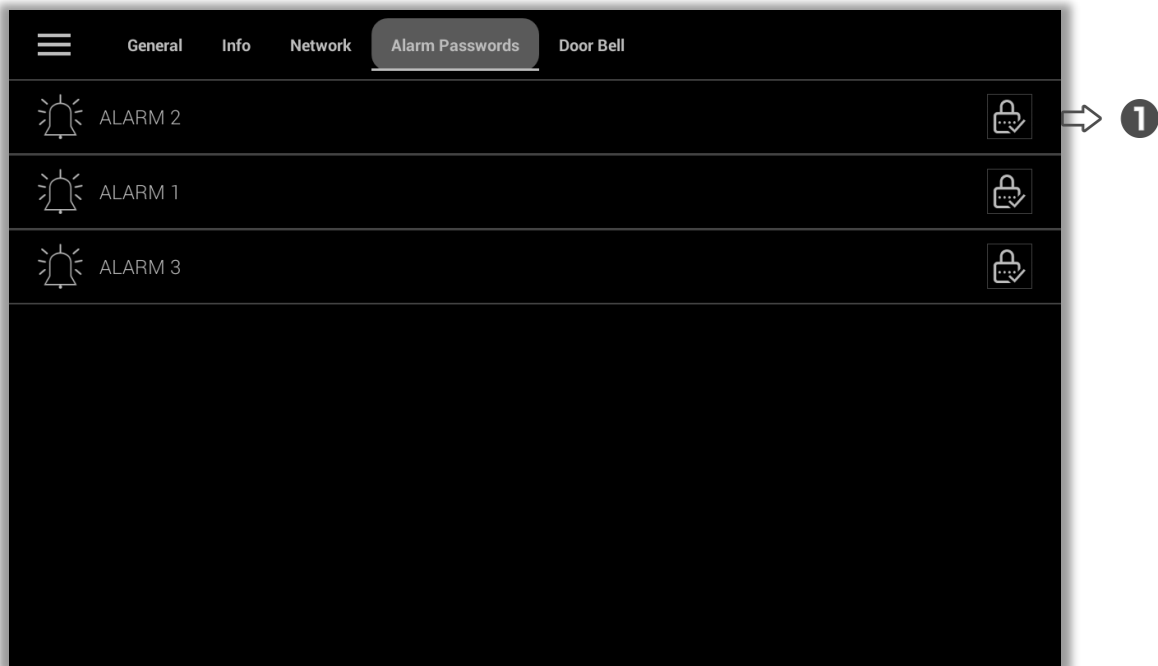 General Info Network Alarm Passwords Door Bell
ALARM 2
1
ALARM 1
ALARM 3